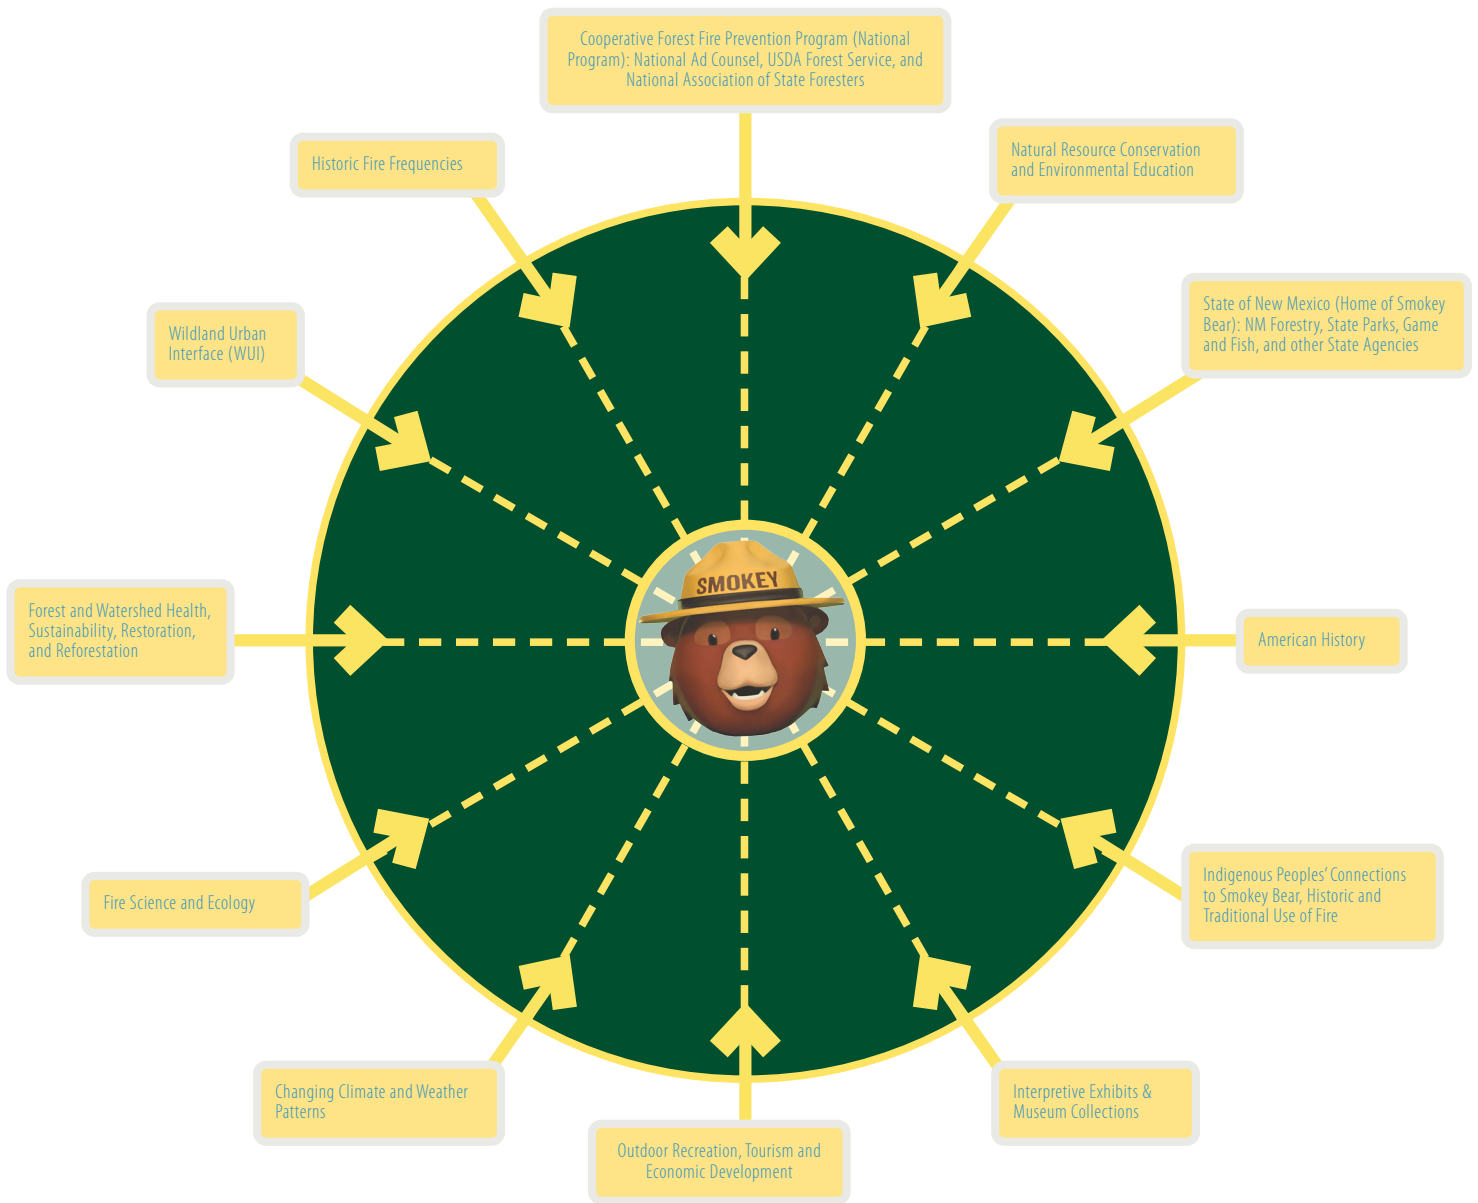 Cooperative Forest Fire Prevention Program (National
Program): National Ad Counsel, USDA Forest Service, and
National Association of State Foresters
Natural Resource Conservation
and Environmental Education
State of New Mexico (Home of Smokey
Bear): NM Forestry, State Parks, Game
and Fish, and other State Agencies
American History
Indigenous Peoples’ Connections
to Smokey Bear, Historic and
Traditional Use of Fire
Interpretive Exhibits &
Museum Collections
Outdoor Recreation, Tourism and
Economic Development
Changing Climate and Weather
Patterns
Fire Science and Ecology
Forest and Watershed Health,
Sustainability, Restoration,
and Reforestation
Wildland Urban
Interface (WUI)
Historic Fire Frequencies
SMOKEY